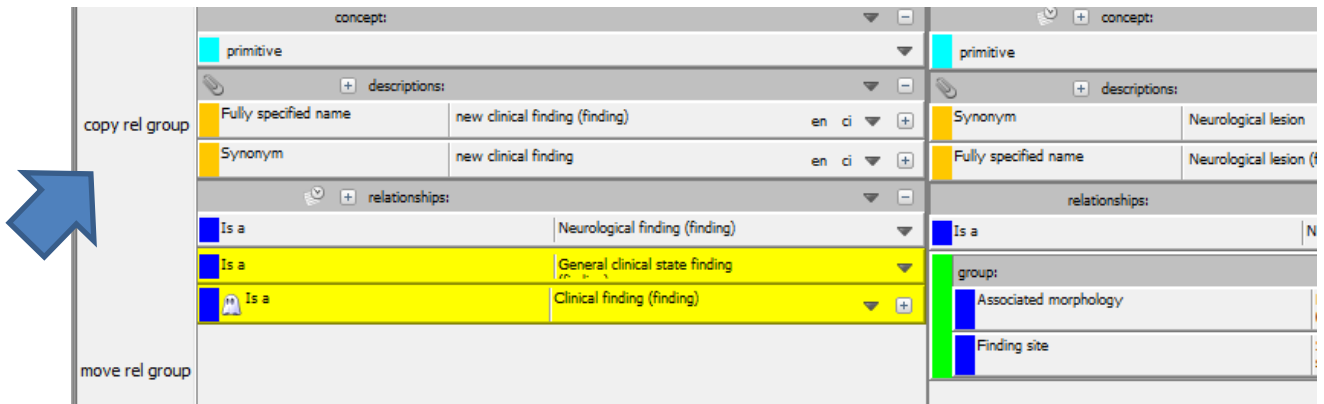 concept:
primitive
descriptions:
Fully specified name new clinical finding (finding) en ci
Synonym new clinical finding en ci
relationships:
Is a Neurological finding (finding)
Is a General clinical state finding
Is a Clinical finding (finding)
copy rel group
move rel group
concept:
primitive
descriptions:
Synonym Neurological lesion
Fully specified name Neurological lesion (f
relationships:
Is a N
group:
Associated morphology
Finding site